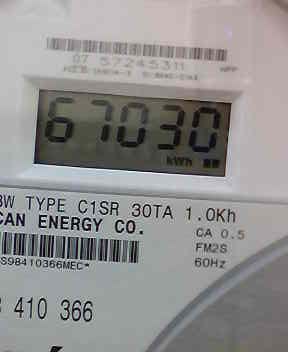 07 57245311
67030
kWh
3W TYPE C1SR 30TA 1.0Kh
CAN ENERGY CO.
CA 0.5
FM2S
60Hz
S98410366MEC*
410 366